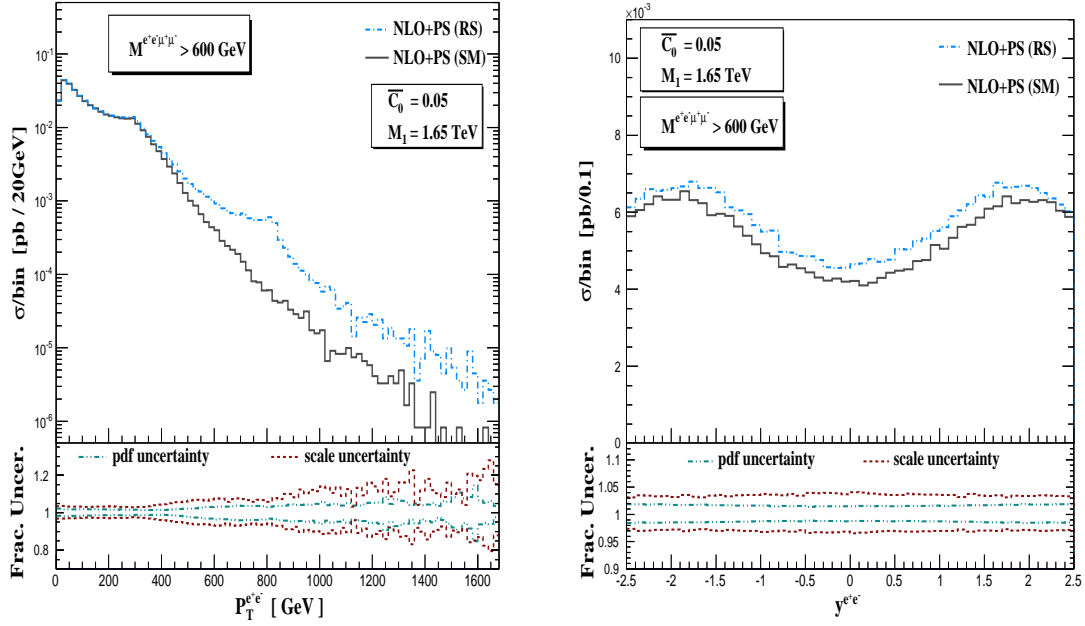 M^{e⁺e⁻μ⁺μ⁻} > 600 GeV
NLO+PS (RS)
NLO+PS (SM)
C̅₀ = 0.05
M₁ = 1.65 TeV
σ/bin [pb / 20GeV]
10⁻¹
10⁻²
10⁻³
10⁻⁴
10⁻⁵
10⁻⁶
pdf uncertainty
scale uncertainty
Frac. Uncer.
1.2
1
0.8
0 200 400 600 800 1000 1200 1400 1600
P_T^{e⁺e⁻} [ GeV ]
×10⁻³
C̅₀ = 0.05
M₁ = 1.65 TeV
M^{e⁺e⁻μ⁺μ⁻} > 600 GeV
NLO+PS (RS)
NLO+PS (SM)
σ/bin [pb/0.1]
10
8
6
4
2
0
pdf uncertainty
scale uncertainty
Frac. Uncer.
1.1
1.05
1
0.95
0.9
-2.5 -2 -1.5 -1 -0.5 0 0.5 1 1.5 2 2.5
y^{e⁺e⁻}